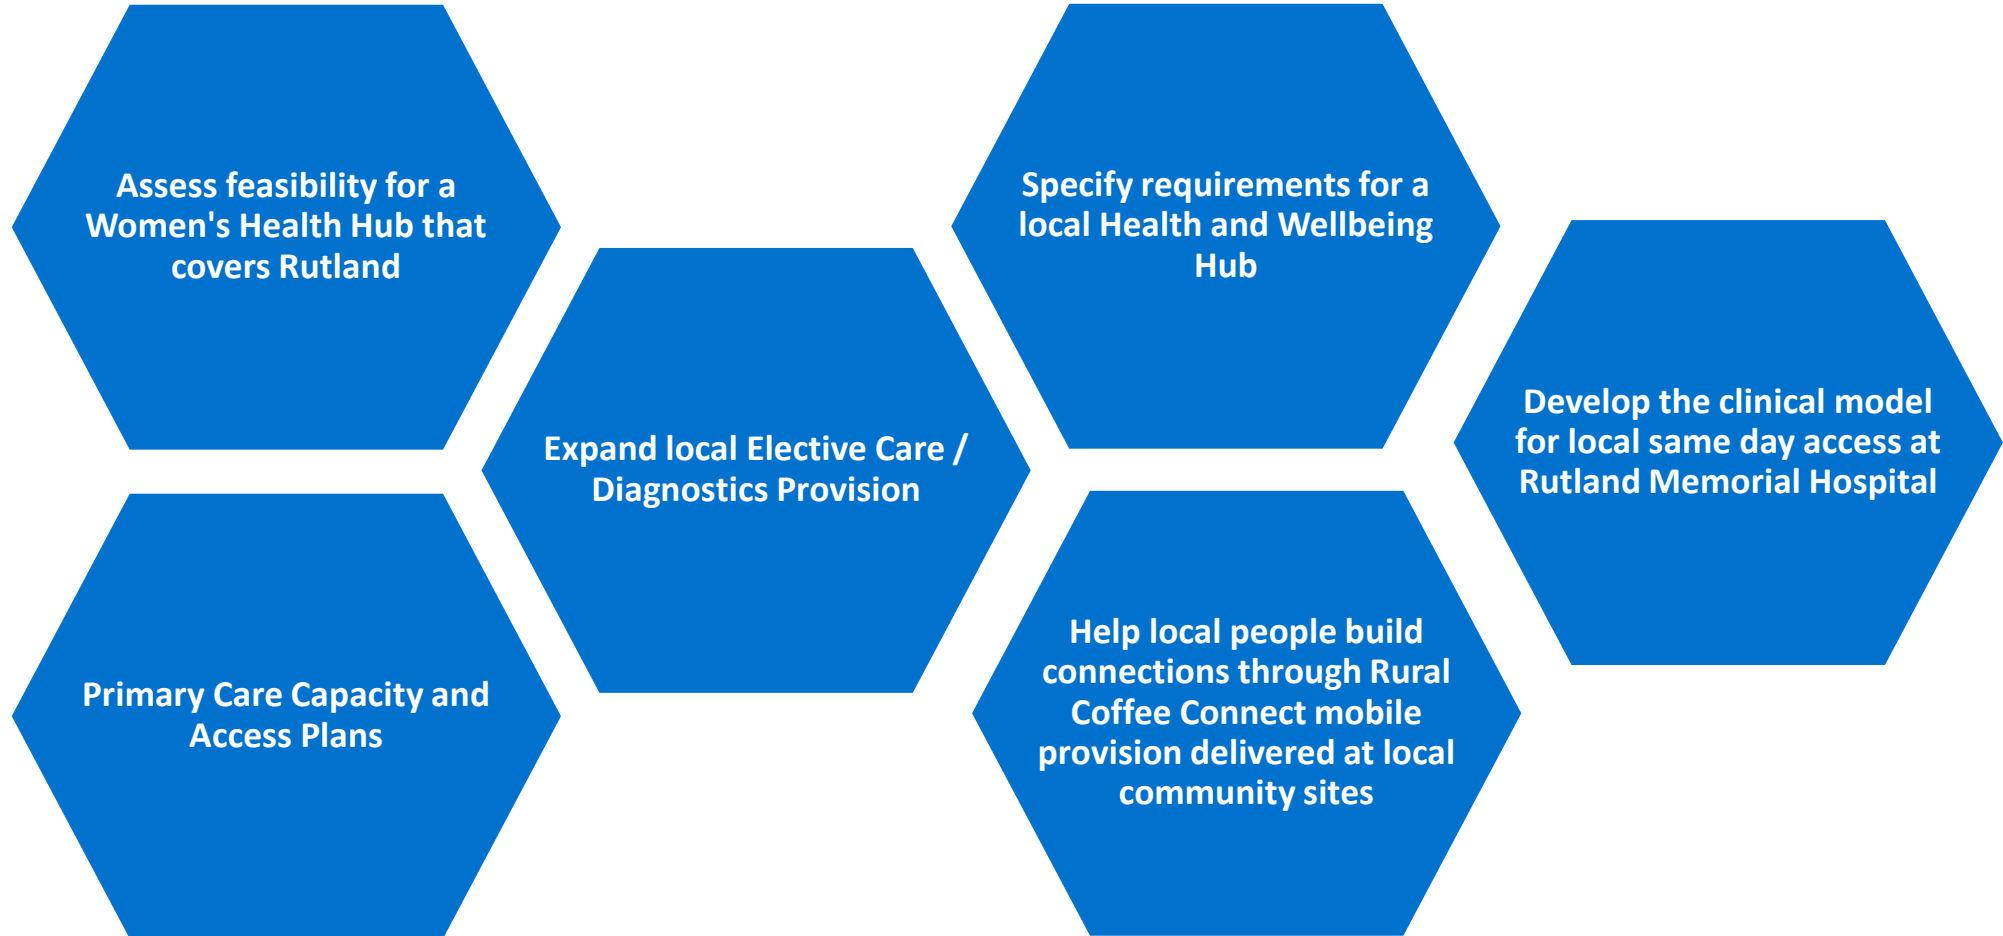 Assess feasibility for a
Women's Health Hub that
covers Rutland
Primary Care Capacity and
Access Plans
Expand local Elective Care /
Diagnostics Provision
Specify requirements for a
local Health and Wellbeing
Hub
Help local people build
connections through Rural
Coffee Connect mobile
provision delivered at local
community sites
Develop the clinical model
for local same day access at
Rutland Memorial Hospital